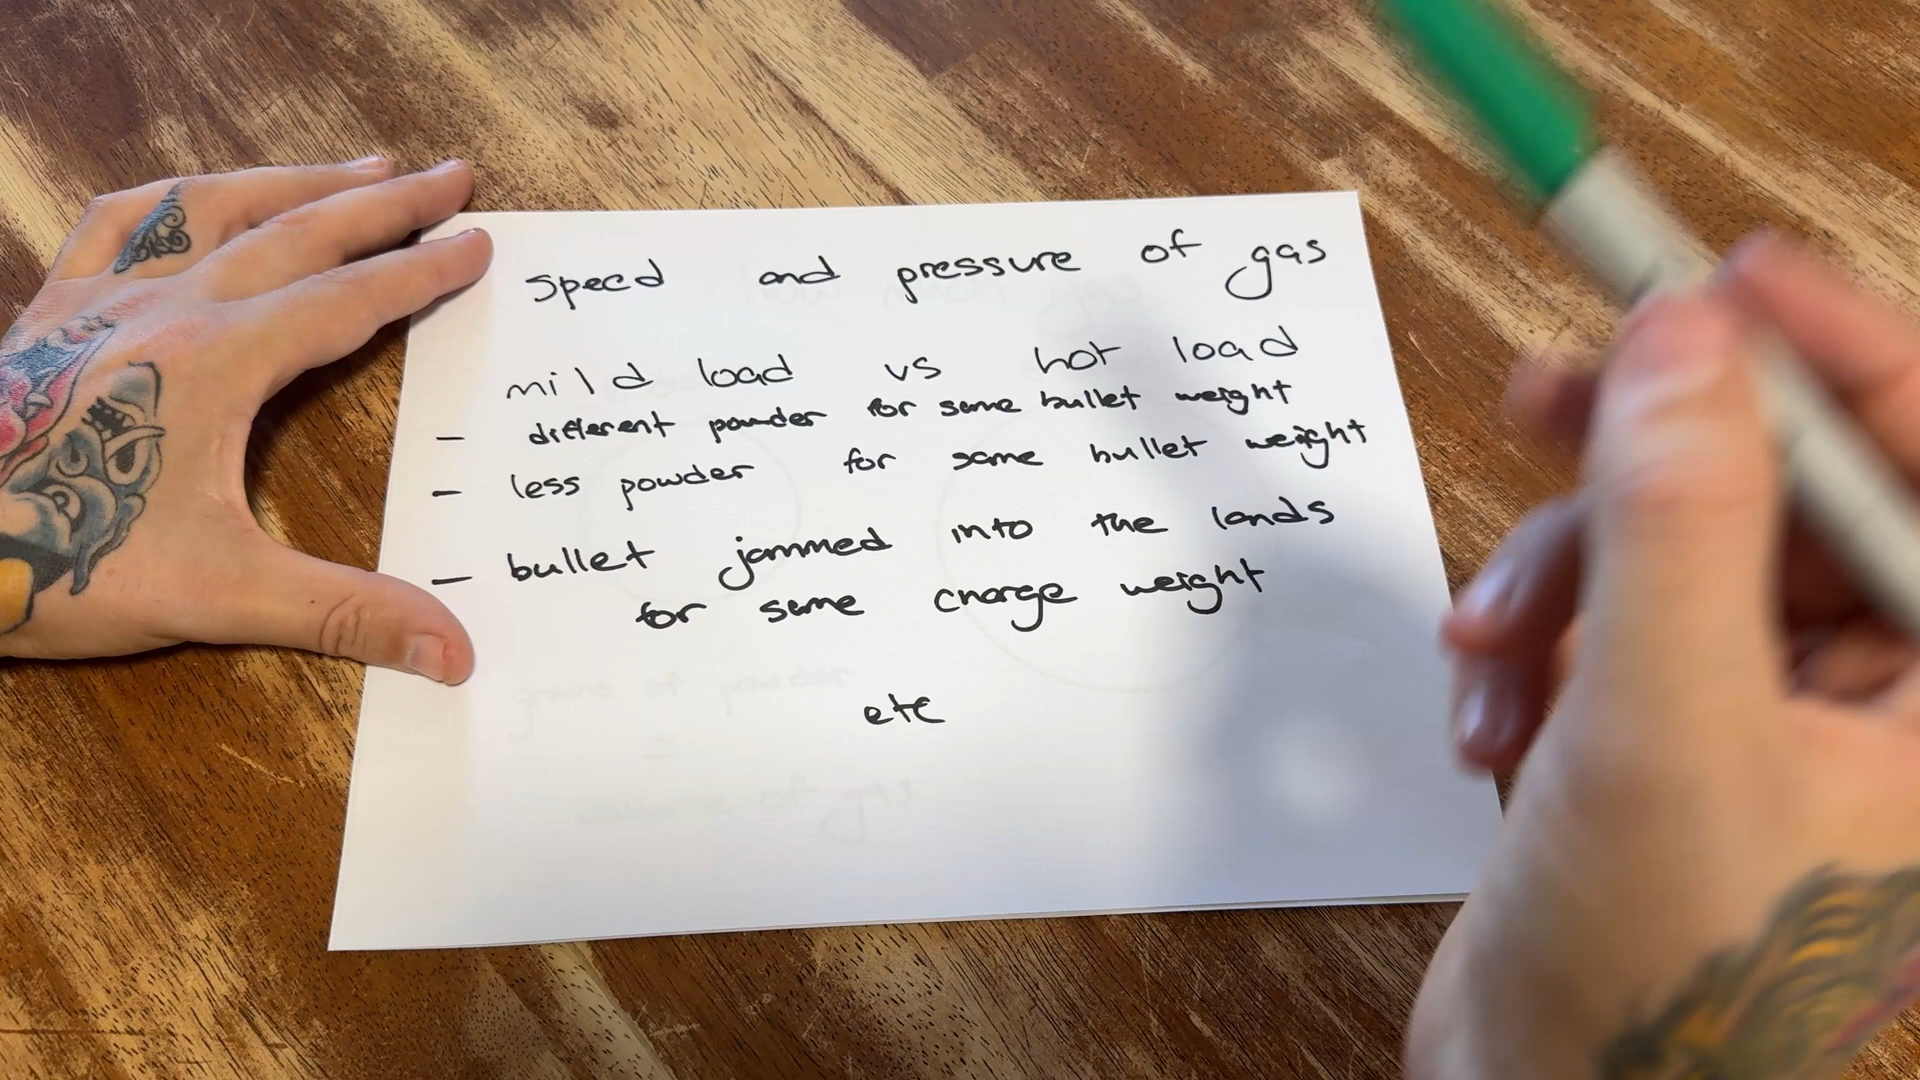 speed and pressure of gas
mild load vs hot load
- different powder for same bullet weight
- less powder for same bullet weight
- bullet jammed into the lands
for same charge weight
etc